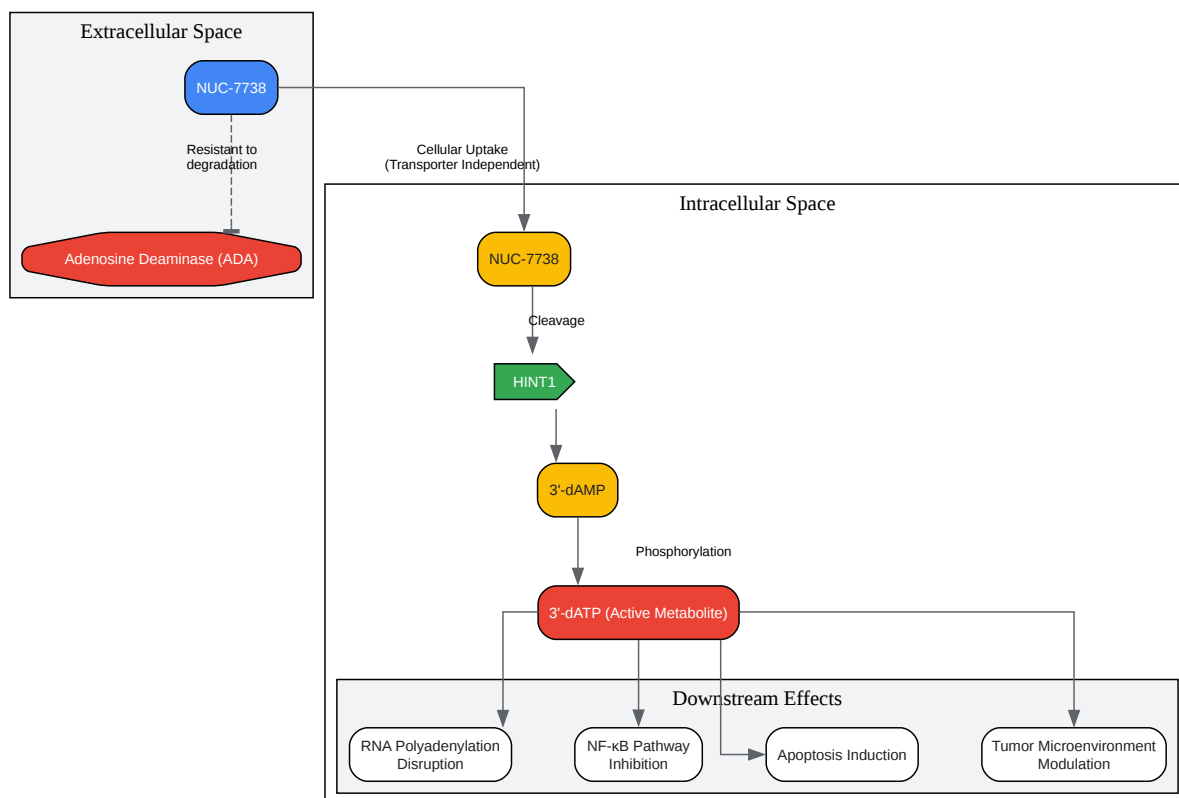 Extracellular Space
NUC-7738
Resistant to
degradation
Adenosine Deaminase (ADA)
Cellular Uptake
(Transporter Independent)
Intracellular Space
NUC-7738
Cleavage
HINT1
3'-dAMP
Phosphorylation
3'-dATP (Active Metabolite)
Downstream Effects
RNA Polyadenylation
Disruption
NF-κB Pathway
Inhibition
Apoptosis Induction
Tumor Microenvironment
Modulation